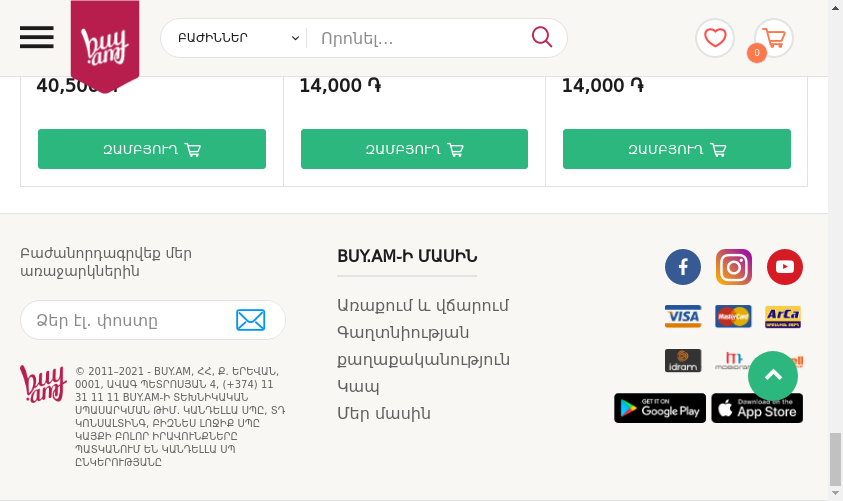 buy
am
ԲԱԺԻՆՆԵՐ
Որոնել...
0
40,500 ֏
14,000 ֏
14,000 ֏
ԶԱՄԲՅՈՒՂ
ԶԱՄԲՅՈՒՂ
ԶԱՄԲՅՈՒՂ
Բաժանորդագրվեք մեր
առաջարկներին
Ձեր էլ. փոստը
buy
am
© 2011–2021 - BUY.AM, ՀՀ, Ք. ԵՐԵՎԱՆ,
0001, ԱՎԱԳ ՊԵՏՐՈՍՅԱՆ 4, (+374) 11
31 11 11 BUY.AM-Ի ՏԵԽՆԻԿԱԿԱՆ
ՍՊԱՍԱՐԿՄԱՆ ԹԻՄ. ԿԱՆԴԵԼԼԱ ՍՊԸ, ՏԴ
ԿՈՆՍԱԼՏԻՆԳ, ԲԻԶՆԵՍ ԼՈՋԻՔ ՍՊԸ
ԿԱՅՔԻ ԲՈԼՈՐ ԻՐԱՎՈՒՆՔՆԵՐԸ
ՊԱՏԿԱՆՈՒՄ ԵՆ ԿԱՆԴԵԼԼԱ ՍՊ
ԸՆԿԵՐՈՒԹՅԱՆԸ
BUY.AM-Ի ՄԱՍԻՆ
Առաքում և վճարում
Գաղտնիության
քաղաքականություն
Կապ
Մեր մասին
VISA
MasterCard
ArCa
idram
GET IT ON
Google Play
Download on the
App Store